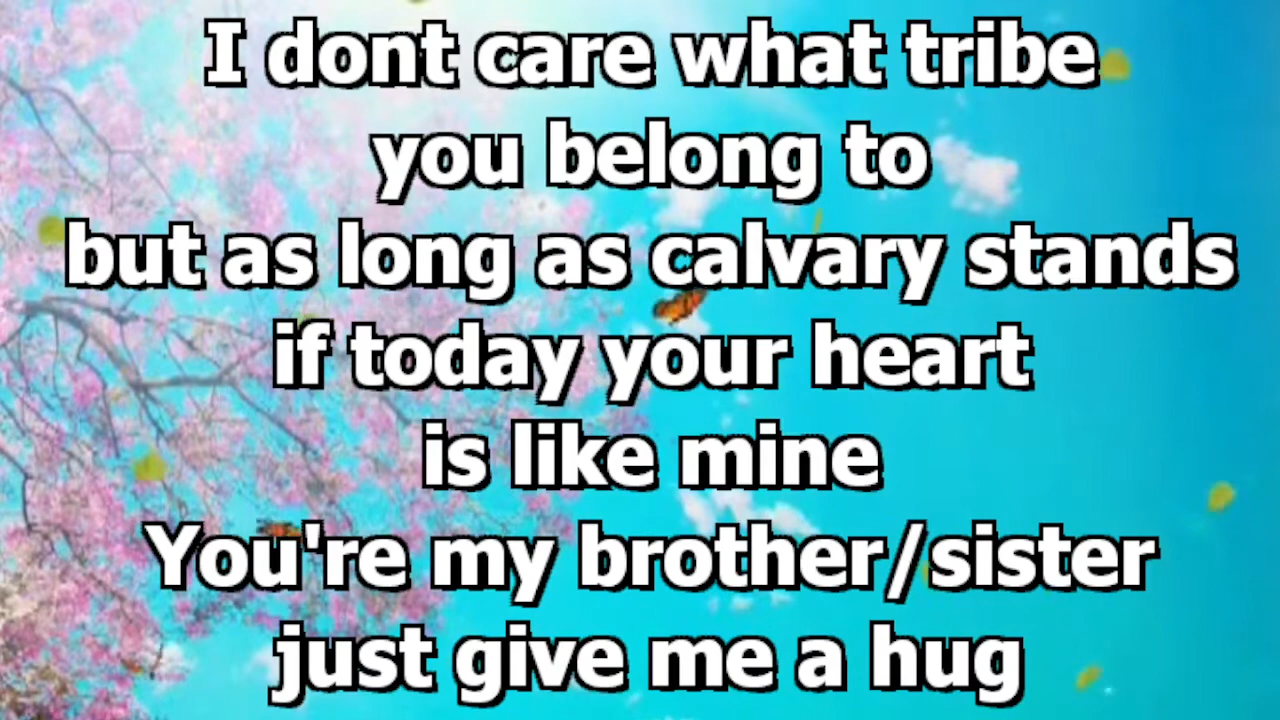 I dont care what tribe
you belong to
but as long as calvary stands
if today your heart
is like mine
You're my brother/sister
just give me a hug